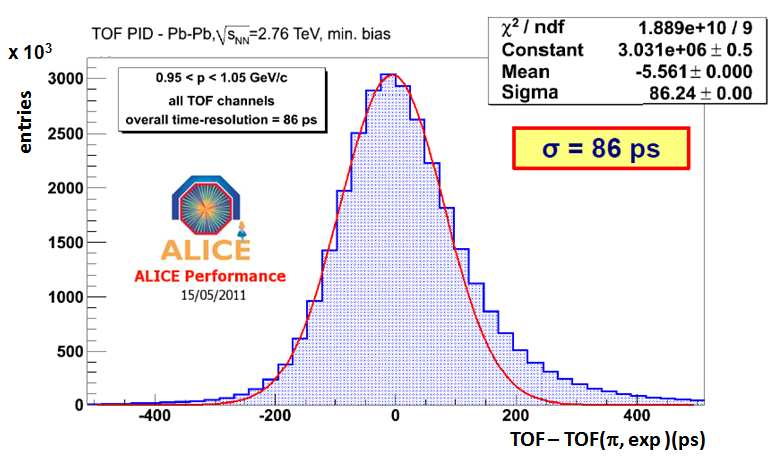 TOF PID - Pb-Pb,√sNN=2.76 TeV, min. bias
χ² / ndf 1.889e+10 / 9
Constant 3.031e+06 ± 0.5
Mean -5.561 ± 0.000
Sigma 86.24 ± 0.00
x 10³
entries
0.95 < p < 1.05 GeV/c
all TOF channels
overall time-resolution = 86 ps
σ = 86 ps
ALICE
ALICE Performance
15/05/2011
3000
2500
2000
1500
1000
500
0
-400 -200 0 200 400
TOF – TOF(π, exp )(ps)